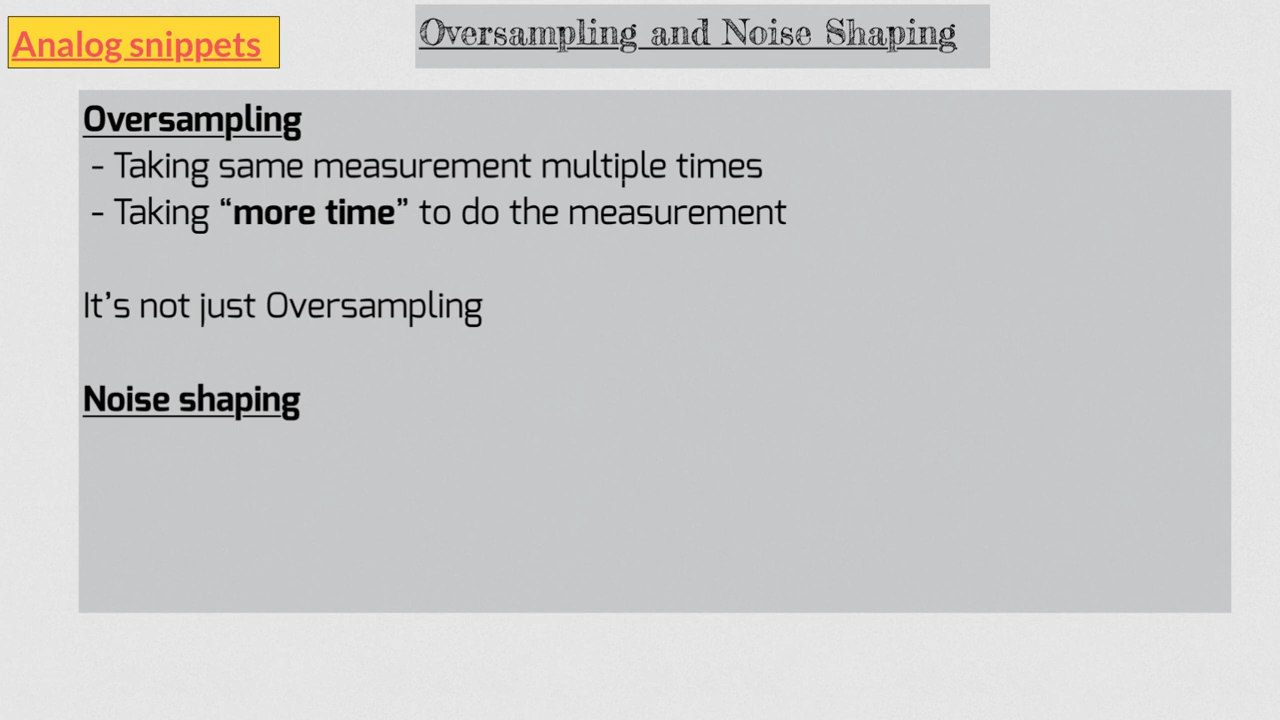 Analog snippets
Oversampling and Noise Shaping
Oversampling
- Taking same measurement multiple times
- Taking “more time” to do the measurement
It’s not just Oversampling
Noise shaping